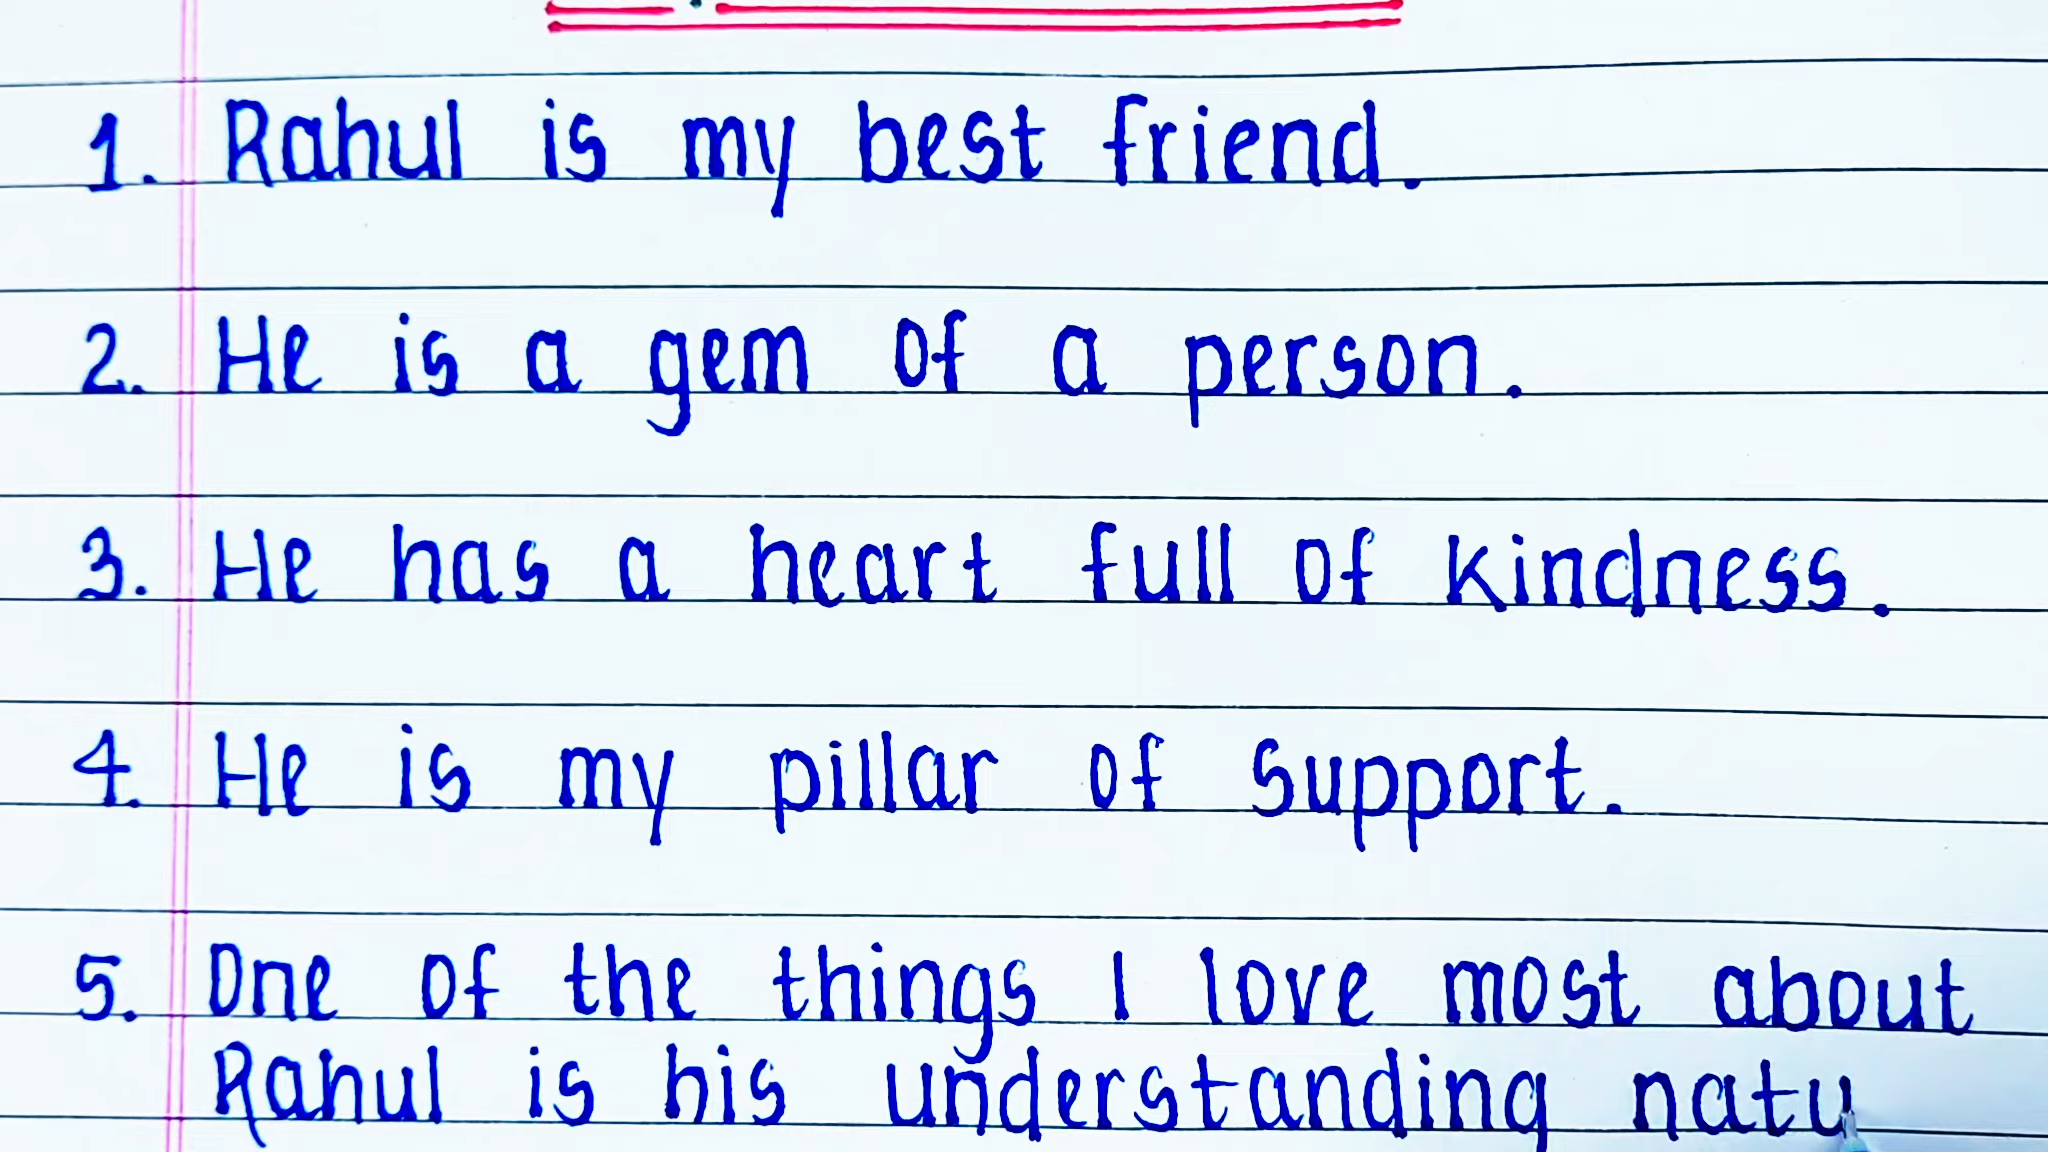 1. Rahul is my best friend.
2. He is a gem of a person.
3. He has a heart full of kindness.
4. He is my pillar of support.
5. One of the things I love most about
Rahul is his understanding natu